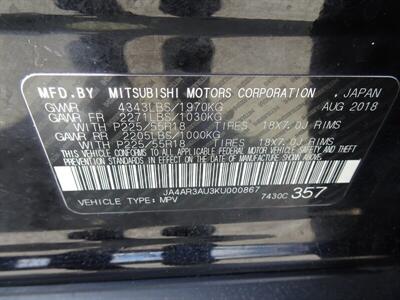 MFD.BY MITSUBISHI MOTORS CORPORATION, JAPAN
GVWR 4343LBS/1970KG AUG 2018
GAWR FR 2271LBS/1030KG
WITH P225/55R18 TIRES 18X7.0J RIMS
GAWR RR 2205LBS/1000KG
WITH P225/55R18 TIRES 18X7.0J RIMS
THIS VEHICLE CONFORMS TO ALL APPLICABLE FEDERAL MOTOR VEHICLE
SAFETY, BUMPER, AND THEFT PREVENTION STANDARDS IN EFFECT ON THE
DATE OF MANUFACTURE SHOWN ABOVE.
JA4AR3AU3KU000867
VEHICLE TYPE: MPV 7430C 357